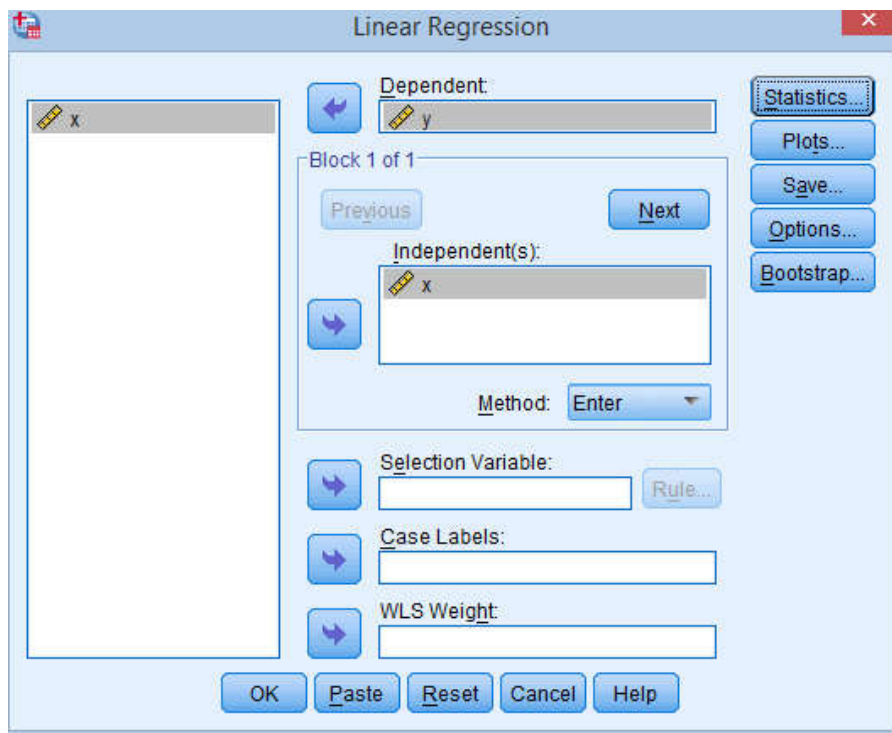 Linear Regression
x
Dependent:
y
Block 1 of 1
Previous
Next
Independent(s):
x
Method:
Enter
Selection Variable:
Rule...
Case Labels:
WLS Weight:
Statistics...
Plots...
Save...
Options...
Bootstrap...
OK
Paste
Reset
Cancel
Help